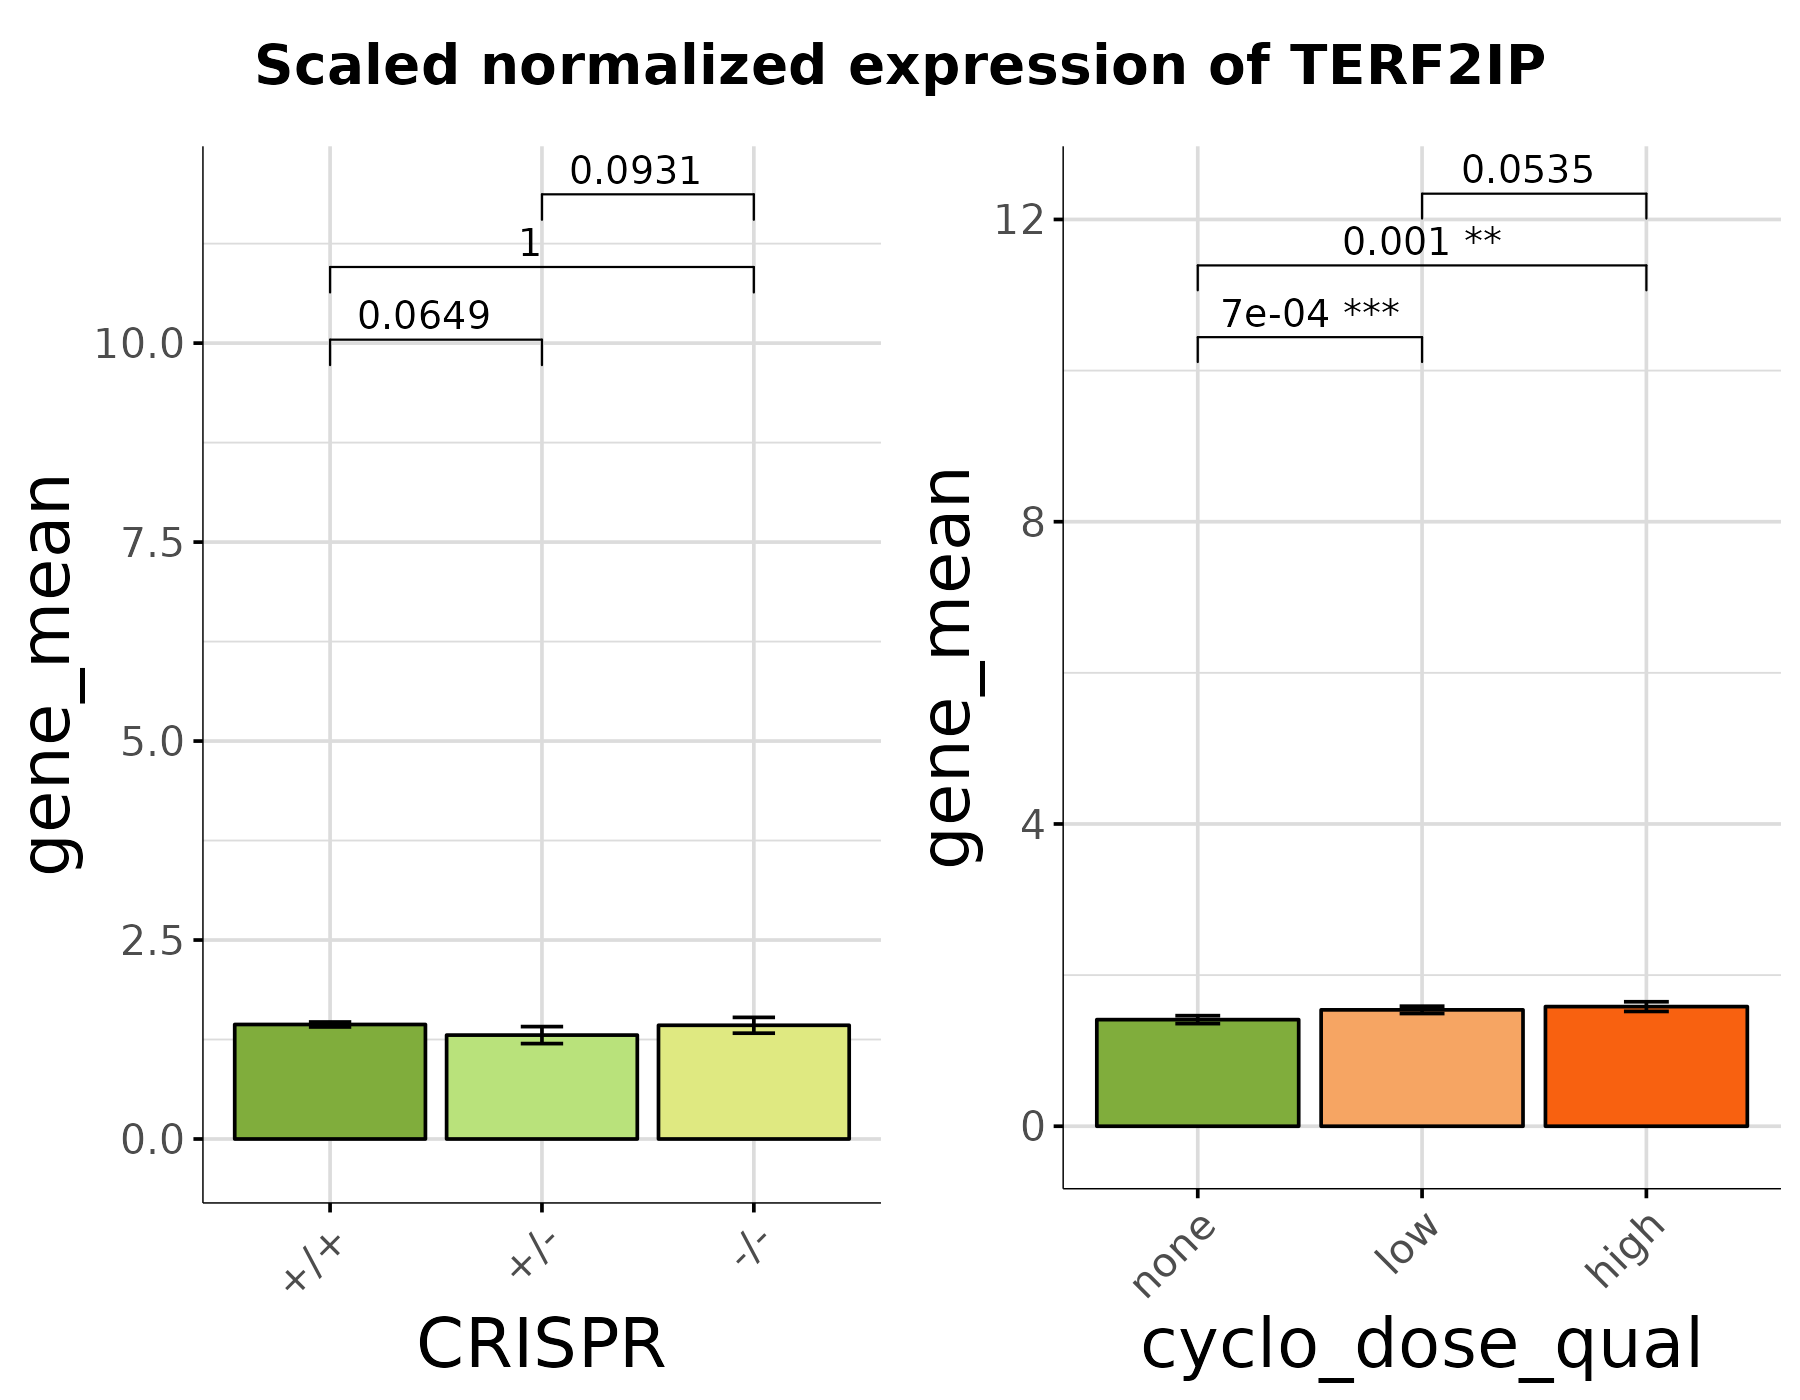 Scaled normalized expression of TERF2IP
0.0931
1
0.0649
10.0
7.5
5.0
2.5
0.0
gene_mean
+/+
+/-
-/-
CRISPR
0.0535
0.001 **
7e-04 ***
12
8
4
0
gene_mean
none
low
high
cyclo_dose_qual